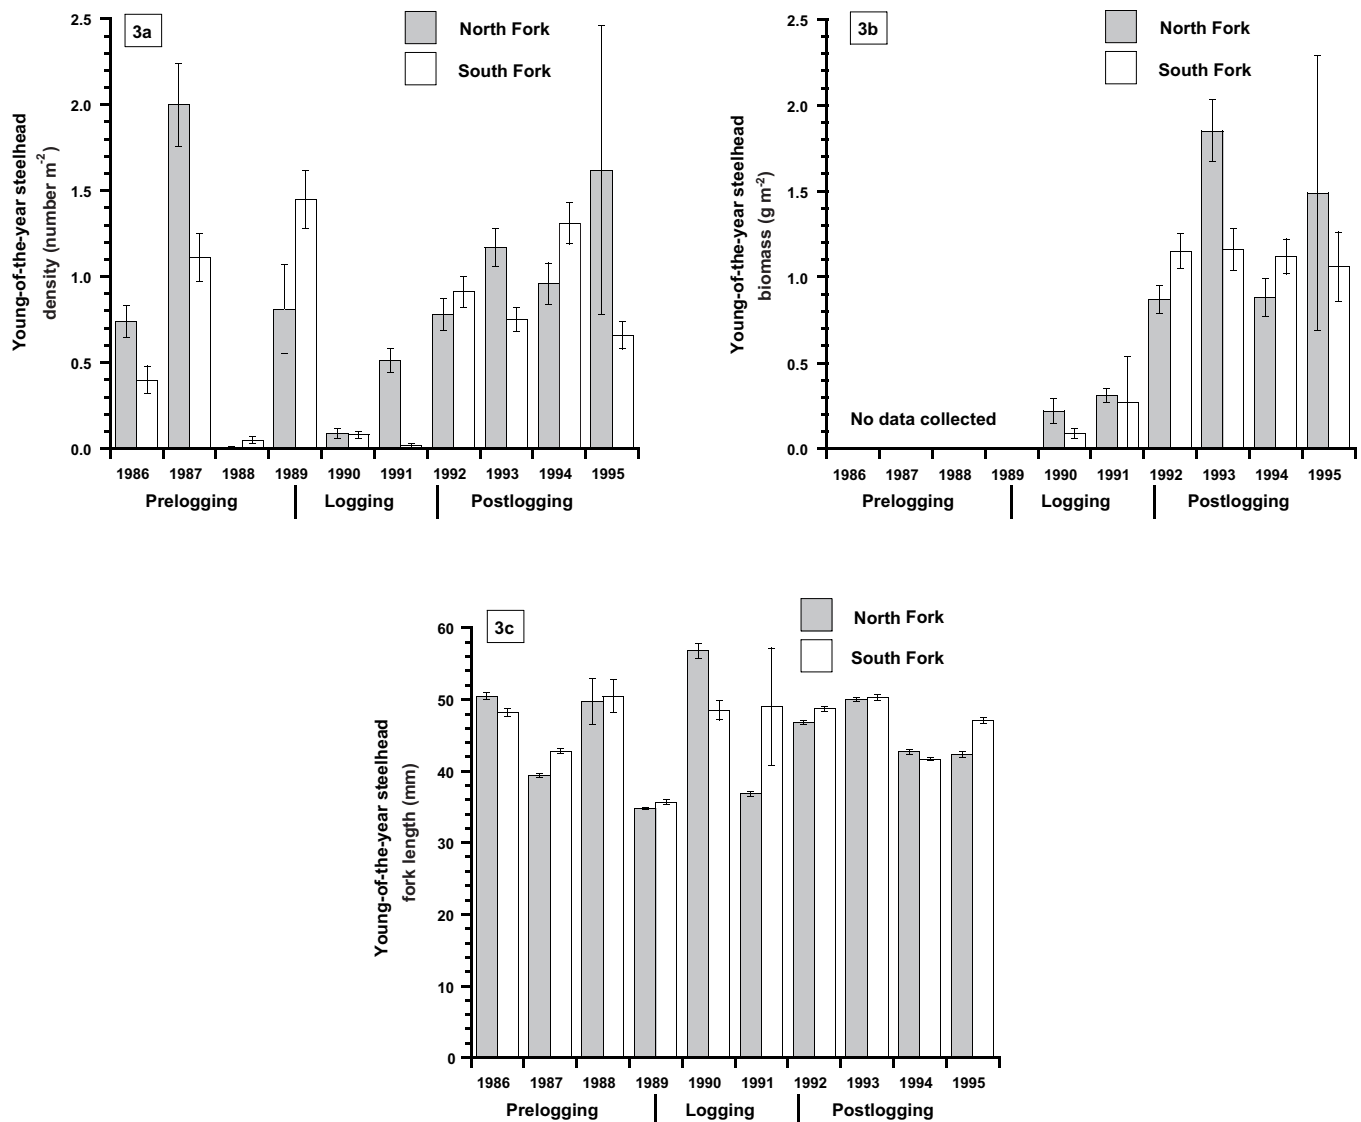 3a
North Fork
South Fork
Young-of-the-year steelhead
density (number m-2)
2.5
2.0
1.5
1.0
0.5
0.0
1986 1987 1988 1989 1990 1991 1992 1993 1994 1995
Prelogging Logging Postlogging
3b
North Fork
South Fork
Young-of-the-year steelhead
biomass (g m-2)
2.5
2.0
1.5
1.0
0.5
0.0
No data collected
1986 1987 1988 1989 1990 1991 1992 1993 1994 1995
Prelogging Logging Postlogging
3c
North Fork
South Fork
Young-of-the-year steelhead
fork length (mm)
60
50
40
30
20
10
0
1986 1987 1988 1989 1990 1991 1992 1993 1994 1995
Prelogging Logging Postlogging